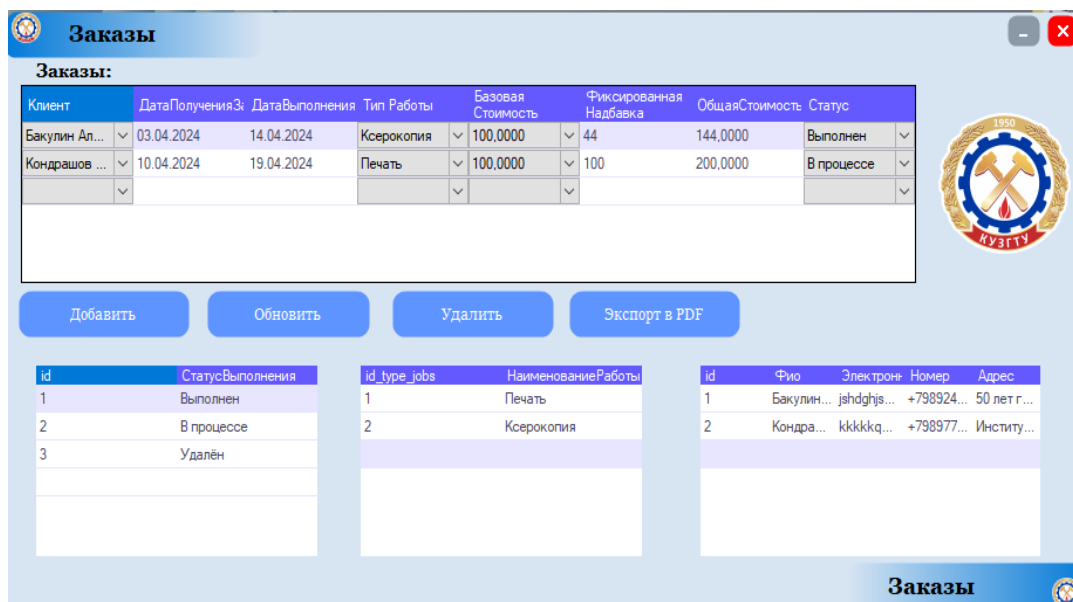 Заказы
Заказы:
Клиент ДатаПолученияЗа ДатаВыполнения Тип Работы Базовая Стоимость Фиксированная Надбавка ОбщаяСтоимость Статус
Бакулин Ал... 03.04.2024 14.04.2024 Ксерокопия 100,0000 44 144,0000 Выполнен
Кондрашов ... 10.04.2024 19.04.2024 Печать 100,0000 100 200,0000 В процессе
1950
КУЗГТУ
Добавить Обновить Удалить Экспорт в PDF
id СтатусВыполнения
1 Выполнен
2 В процессе
3 Удалён
id_type_jobs НаименованиеРаботы
1 Печать
2 Ксерокопия
id Фио Электронн Номер Адрес
1 Бакулин... jshdghjs... +798924... 50 лет г...
2 Кондра... kkkkkq... +798977... Институ...
Заказы